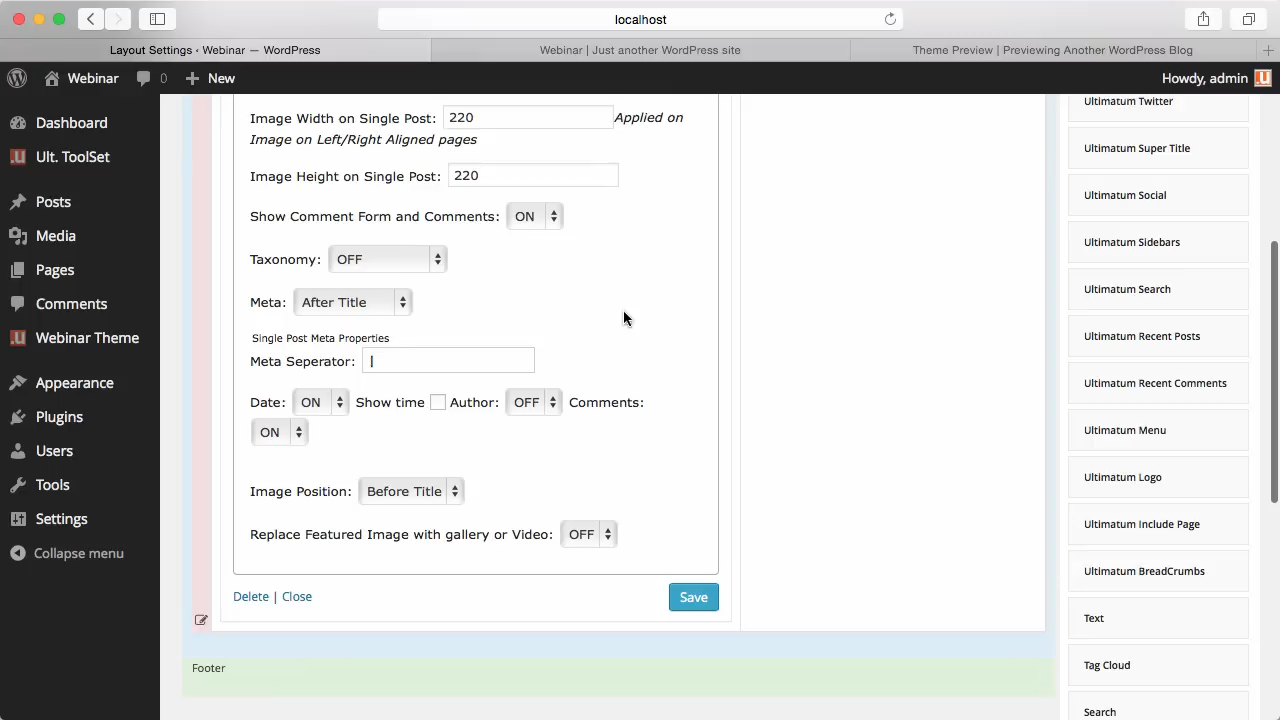 localhost
Layout Settings ‹ Webinar — WordPress
Webinar | Just another WordPress site
Theme Preview | Previewing Another WordPress Blog
Webinar
0
New
Howdy, admin
Dashboard
Ult. ToolSet
Posts
Media
Pages
Comments
Webinar Theme
Appearance
Plugins
Users
Tools
Settings
Collapse menu
Image Width on Single Post: 220 Applied on
Image on Left/Right Aligned pages
Image Height on Single Post: 220
Show Comment Form and Comments: ON
Taxonomy: OFF
Meta: After Title
Single Post Meta Properties
Meta Seperator: |
Date: ON Show time Author: OFF Comments:
ON
Image Position: Before Title
Replace Featured Image with gallery or Video: OFF
Delete | Close
Save
Footer
Ultimatum Twitter
Ultimatum Super Title
Ultimatum Social
Ultimatum Sidebars
Ultimatum Search
Ultimatum Recent Posts
Ultimatum Recent Comments
Ultimatum Menu
Ultimatum Logo
Ultimatum Include Page
Ultimatum BreadCrumbs
Text
Tag Cloud
Search